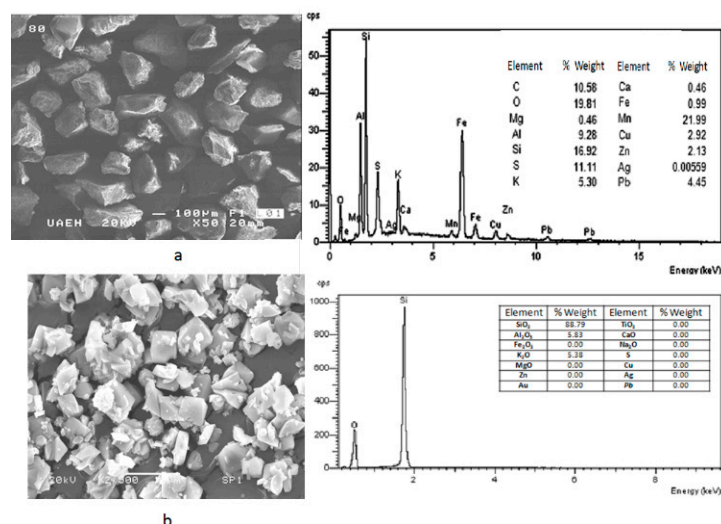 80
UAEH 20KV 100µm F1 L01
X50 20mm
a
cps
50
40
30
20
10
0
Si
Al
Fe
S
K
O
Mg
Ag
Ca
Mn
Fe
Cu
Zn
Pb
Pb
Element % Weight Element % Weight
C 10.58 Ca 0.46
O 19.81 Fe 0.99
Mg 0.46 Mn 21.99
Al 9.28 Cu 2.92
Si 16.92 Zn 2.13
S 11.11 Ag 0.00559
K 5.30 Pb 4.45
0 5 10 15
Energy (keV)
SP1
b
cps
1000
800
600
400
200
0
Si
O
Element % Weight Element % Weight
SiO₂ 88.79 TiO₂ 0.00
Al₂O₃ 5.83 CaO 0.00
Fe₂O₃ 0.00 Na₂O 0.00
K₂O 5.38 S 0.00
MgO 0.00 Cu 0.00
Zn 0.00 Ag 0.00
Au 0.00 Pb 0.00
2 4 6 8
Energy (keV)